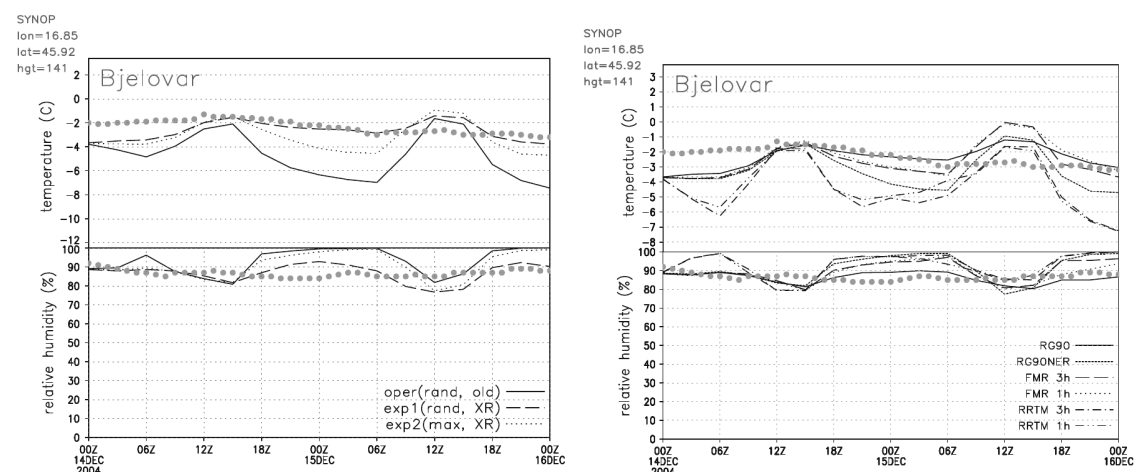 SYNOP
lon=16.85
lat=45.92
hgt=141
Bjelovar
temperature (C)
2
0
−2
−4
−6
−8
−10
−12
relative humidity (%)
100
90
80
70
60
50
40
30
20
10
0
oper(rand, old)
exp1(rand, XR)
exp2(max, XR)
00Z 06Z 12Z 18Z 00Z 06Z 12Z 18Z 00Z
14DEC 15DEC 16DEC
2004
SYNOP
lon=16.85
lat=45.92
hgt=141
Bjelovar
temperature (C)
3
2
1
0
−1
−2
−3
−4
−5
−6
−7
−8
relative humidity (%)
100
90
80
70
60
50
40
30
20
10
0
RG90
RG90NER
FMR 3h
FMR 1h
RRTM 3h
RRTM 1h
00Z 06Z 12Z 18Z 00Z 06Z 12Z 18Z 00Z
14DEC 15DEC 16DEC
2004